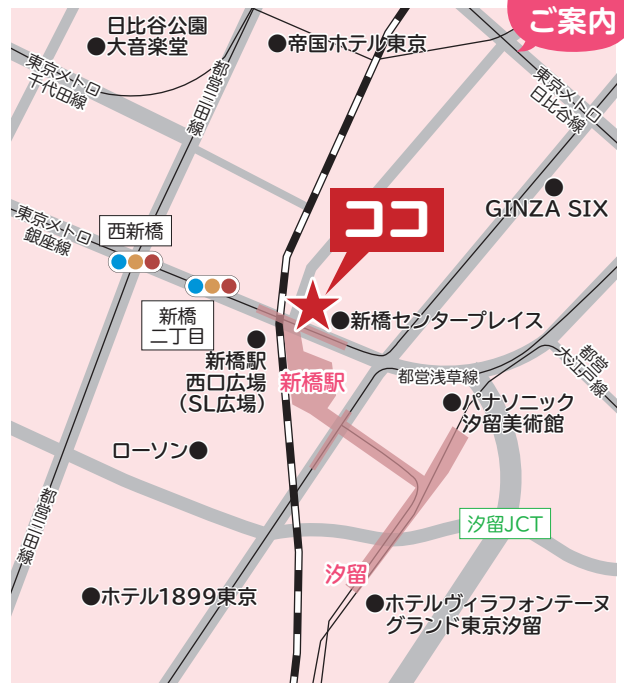 ご案内
日比谷公園
大音楽堂
帝国ホテル東京
東京メトロ
千代田線
都営三田線
東京メトロ
日比谷線
GINZA SIX
ココ
東京メトロ
銀座線
西新橋
新橋
二丁目
新橋センタープレイス
新橋駅
西口広場
（SL広場）
新橋駅
都営浅草線
都営
大江戸線
パナソニック
汐留美術館
ローソン
都営三田線
汐留JCT
汐留
ホテル1899東京
ホテルヴィラフォンテーヌ
グランド東京汐留